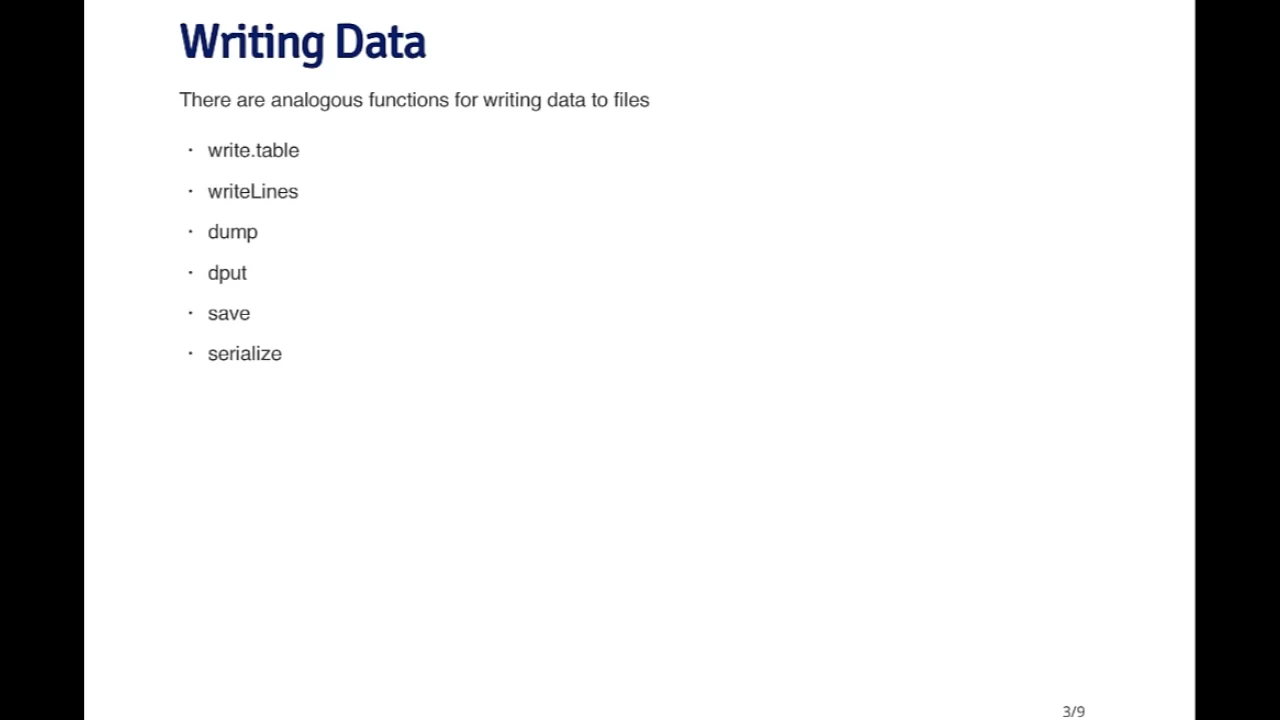 Writing Data
There are analogous functions for writing data to files
· write.table
· writeLines
· dump
· dput
· save
· serialize
3/9